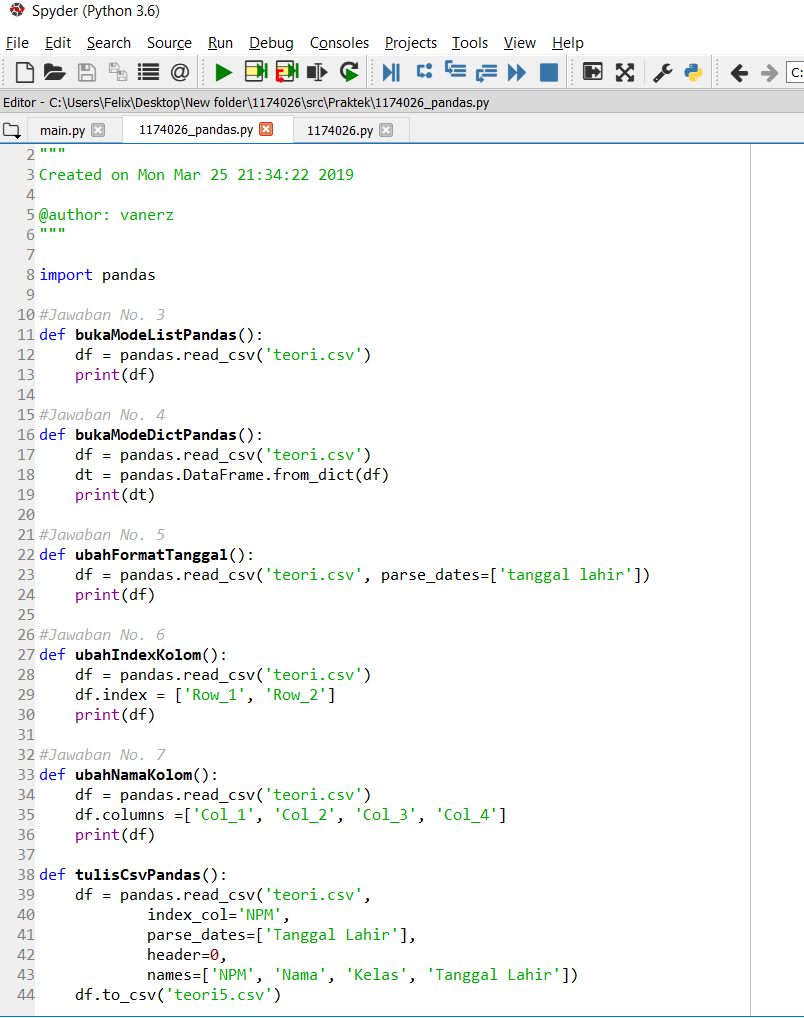 Spyder (Python 3.6)
File Edit Search Source Run Debug Consoles Projects Tools View Help
C:
Editor - C:\Users\Felix\Desktop\New folder\1174026\src\Praktek\1174026_pandas.py
main.py 1174026_pandas.py 1174026.py
2 """
3 Created on Mon Mar 25 21:34:22 2019
4
5 @author: vanerz
6 """
7
8 import pandas
9
10 #Jawaban No. 3
11 def bukaModeListPandas():
12     df = pandas.read_csv('teori.csv')
13     print(df)
14
15 #Jawaban No. 4
16 def bukaModeDictPandas():
17     df = pandas.read_csv('teori.csv')
18     dt = pandas.DataFrame.from_dict(df)
19     print(dt)
20
21 #Jawaban No. 5
22 def ubahFormatTanggal():
23     df = pandas.read_csv('teori.csv', parse_dates=['tanggal lahir'])
24     print(df)
25
26 #Jawaban No. 6
27 def ubahIndexKolom():
28     df = pandas.read_csv('teori.csv')
29     df.index = ['Row_1', 'Row_2']
30     print(df)
31
32 #Jawaban No. 7
33 def ubahNamaKolom():
34     df = pandas.read_csv('teori.csv')
35     df.columns =['Col_1', 'Col_2', 'Col_3', 'Col_4']
36     print(df)
37
38 def tulisCsvPandas():
39     df = pandas.read_csv('teori.csv',
40             index_col='NPM',
41             parse_dates=['Tanggal Lahir'],
42             header=0,
43             names=['NPM', 'Nama', 'Kelas', 'Tanggal Lahir'])
44     df.to_csv('teori5.csv')